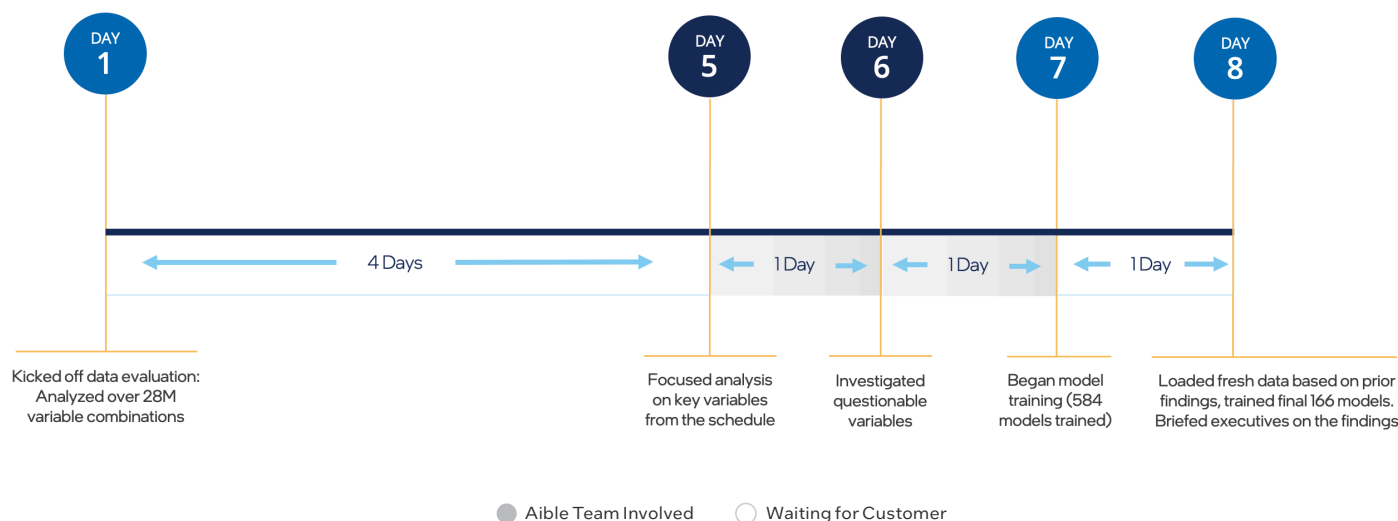 DAY
1
DAY
5
DAY
6
DAY
7
DAY
8
4 Days
1 Day
1 Day
1 Day
Kicked off data evaluation:
Analyzed over 28M
variable combinations
Focused analysis
on key variables
from the schedule
Investigated
questionable
variables
Began model
training (584
models trained)
Loaded fresh data based on prior
findings, trained final 166 models.
Briefed executives on the findings
Aible Team Involved
Waiting for Customer